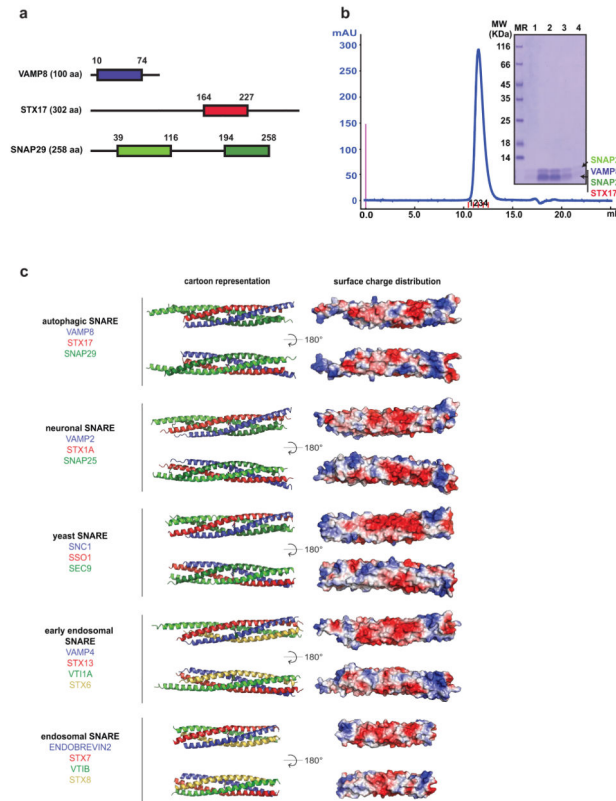 a
10 74
VAMP8 (100 aa)
164 227
STX17 (302 aa)
39 116 194 258
SNAP29 (258 aa)
b
mAU
300
250
200
150
100
50
0
0.0 5.0 10.0 15.0 20.0
1234
MW
(KDa)
MR 1 2 3 4
116
66
45
35
25
18
14
VAMP8
STX17
c
cartoon representation surface charge distribution
autophagic SNARE
VAMP8
STX17
SNAP29
180°
neuronal SNARE
VAMP2
STX1A
SNAP25
180°
yeast SNARE
SNC1
SSO1
SEC9
180°
early endosomal
SNARE
VAMP4
STX13
VTI1A
STX6
180°
endosomal SNARE
ENDOBREVIN2
STX7
VTIB
STX8
180°